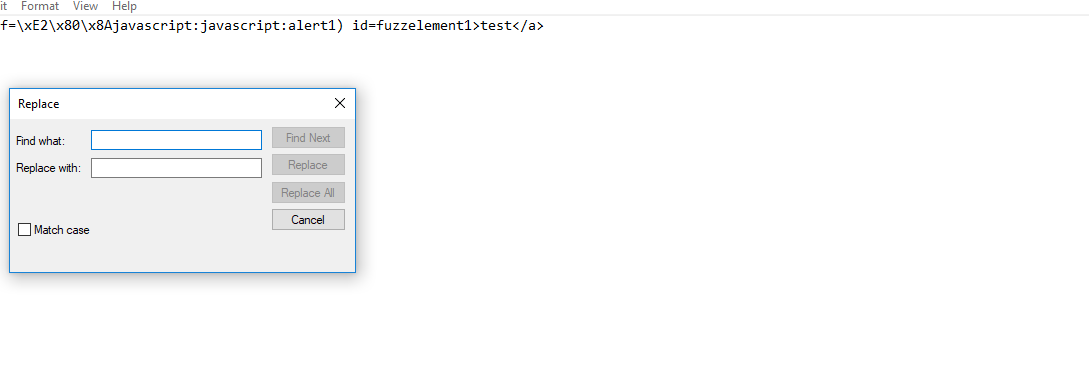 it Format View Help
f=\xE2\x80\x8Ajavascript:javascript:alert1) id=fuzzelement1>test</a>
Replace
Find what:
Find Next
Replace with:
Replace
Replace All
Cancel
Match case